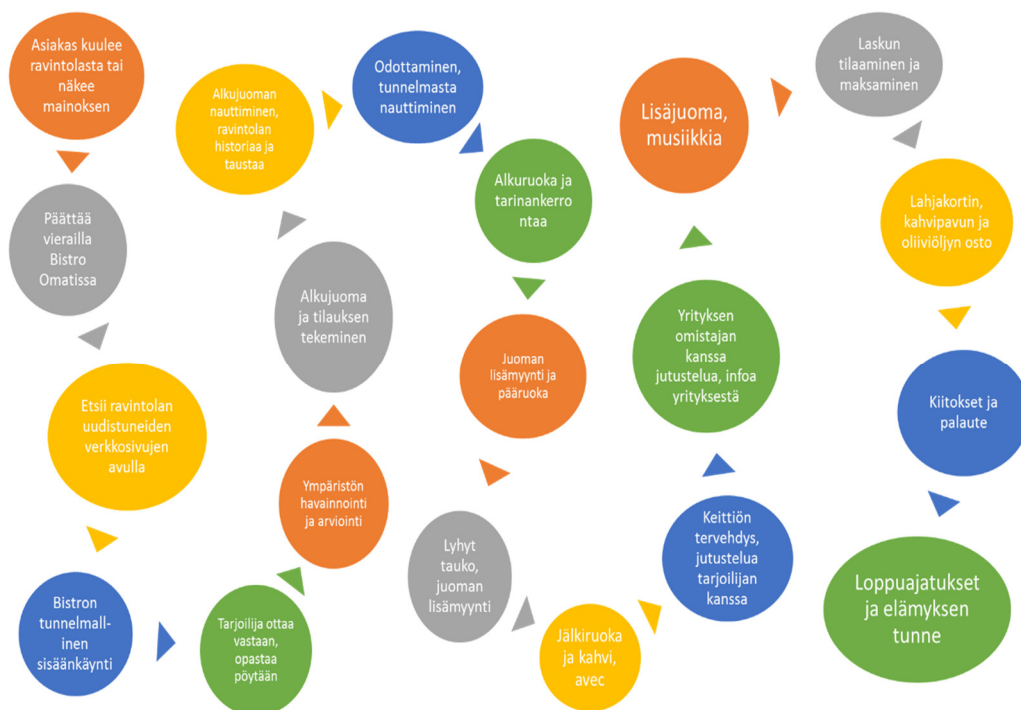 Asiakas kuulee
ravintolasta tai
näkee
mainoksen
Päättää
vierailla
Bistro
Omatissa
Etsii ravintolan
uudistuneiden
verkkosivujen
avulla
Bistron
tunnelmall-
inen
sisäänkäynti
Tarjoilija ottaa
vastaan,
opastaa
pöytään
Ympäristön
havainnointi
ja arviointi
Alkujuoma
ja tilauksen
tekeminen
Alkujuoman
nauttiminen,
ravintolan
historiaa ja
taustaa
Odottaminen,
tunnelmasta
nauttiminen
Alkuruoka ja
tarinankerro
ntaa
Juoman
lisämyynti ja
pääruoka
Lyhyt
tauko,
juoman
lisämyynti
Jälkiruoka
ja kahvi,
avec
Keittiön
tervehdys,
jutustelua
tarjoilijan
kanssa
Yrityksen
omistajan
kanssa
jutustelua, infoa
yrityksestä
Lisäjuoma,
musiikkia
Laskun
tilaaminen ja
maksaminen
Lahjakortin,
kahvipavun ja
oliiviöljyn osto
Kiitokset ja
palaute
Loppuajatukset
ja elämyksen
tunne